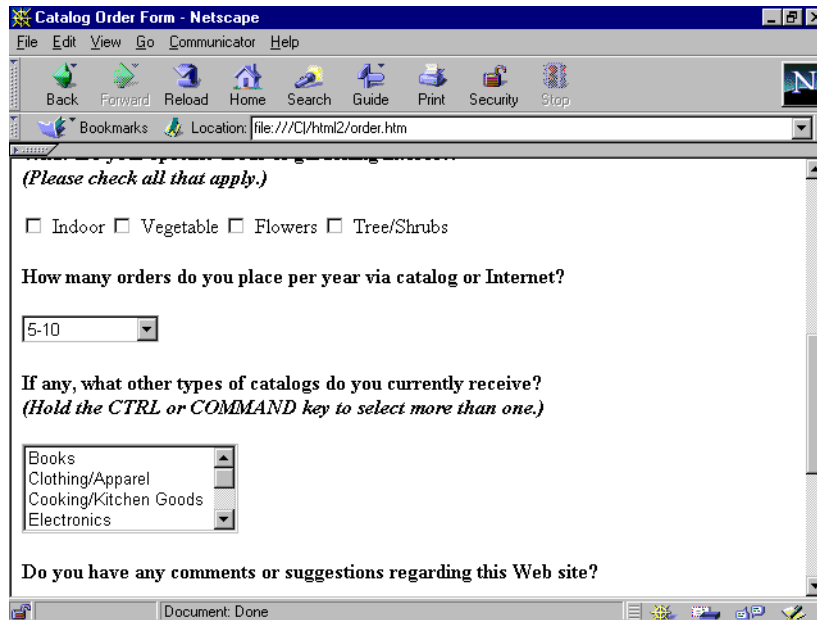 Catalog Order Form - Netscape
File Edit View Go Communicator Help
Back Forward Reload Home Search Guide Print Security Stop
N
Bookmarks Location: file:///C|/html2/order.htm
(Please check all that apply.)
Indoor Vegetable Flowers Tree/Shrubs
How many orders do you place per year via catalog or Internet?
5-10
If any, what other types of catalogs do you currently receive?
(Hold the CTRL or COMMAND key to select more than one.)
Books
Clothing/Apparel
Cooking/Kitchen Goods
Electronics
Do you have any comments or suggestions regarding this Web site?
Document: Done